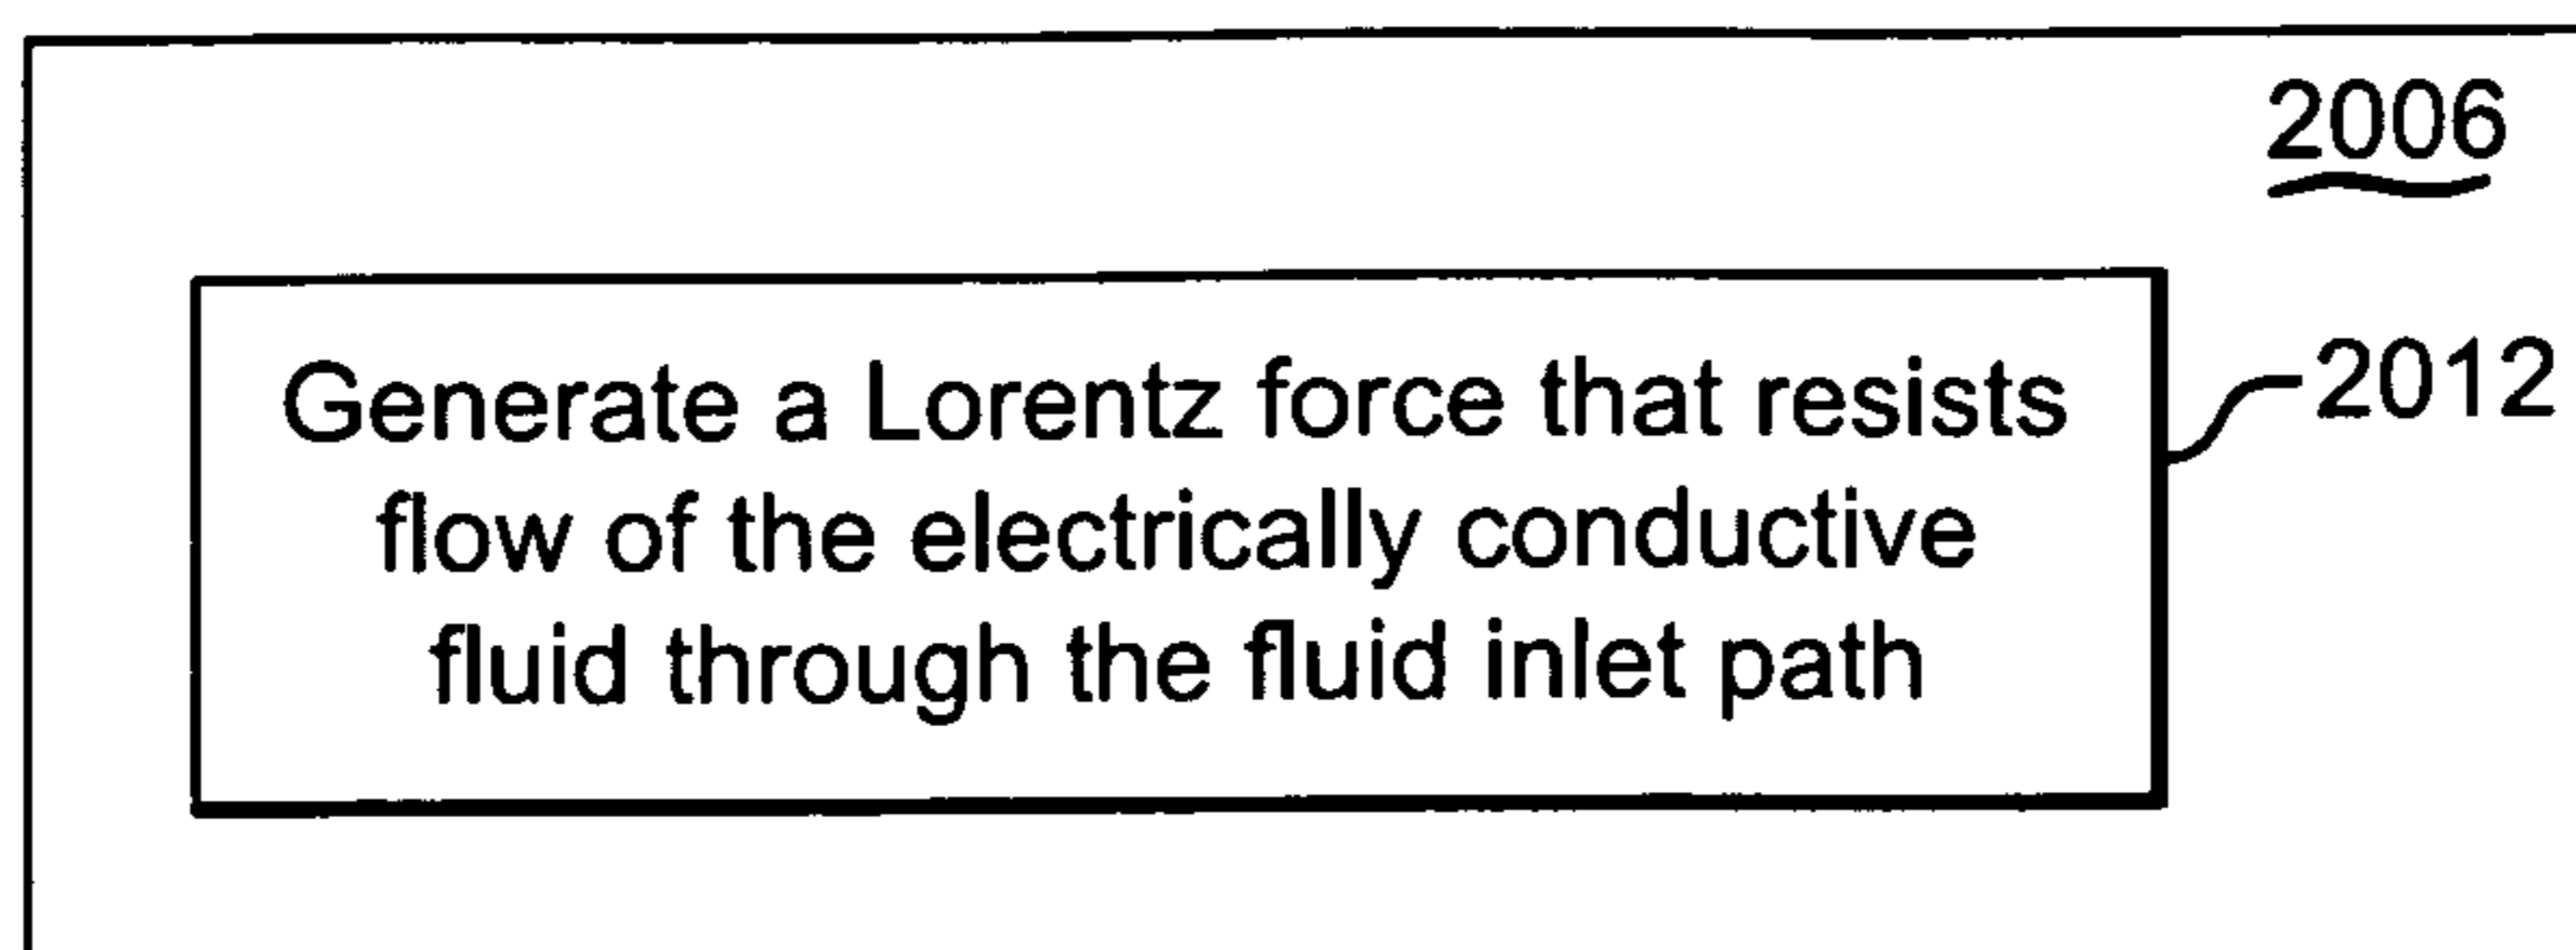 2006
Generate a Lorentz force that resists
flow of the electrically conductive
fluid through the fluid inlet path
2012